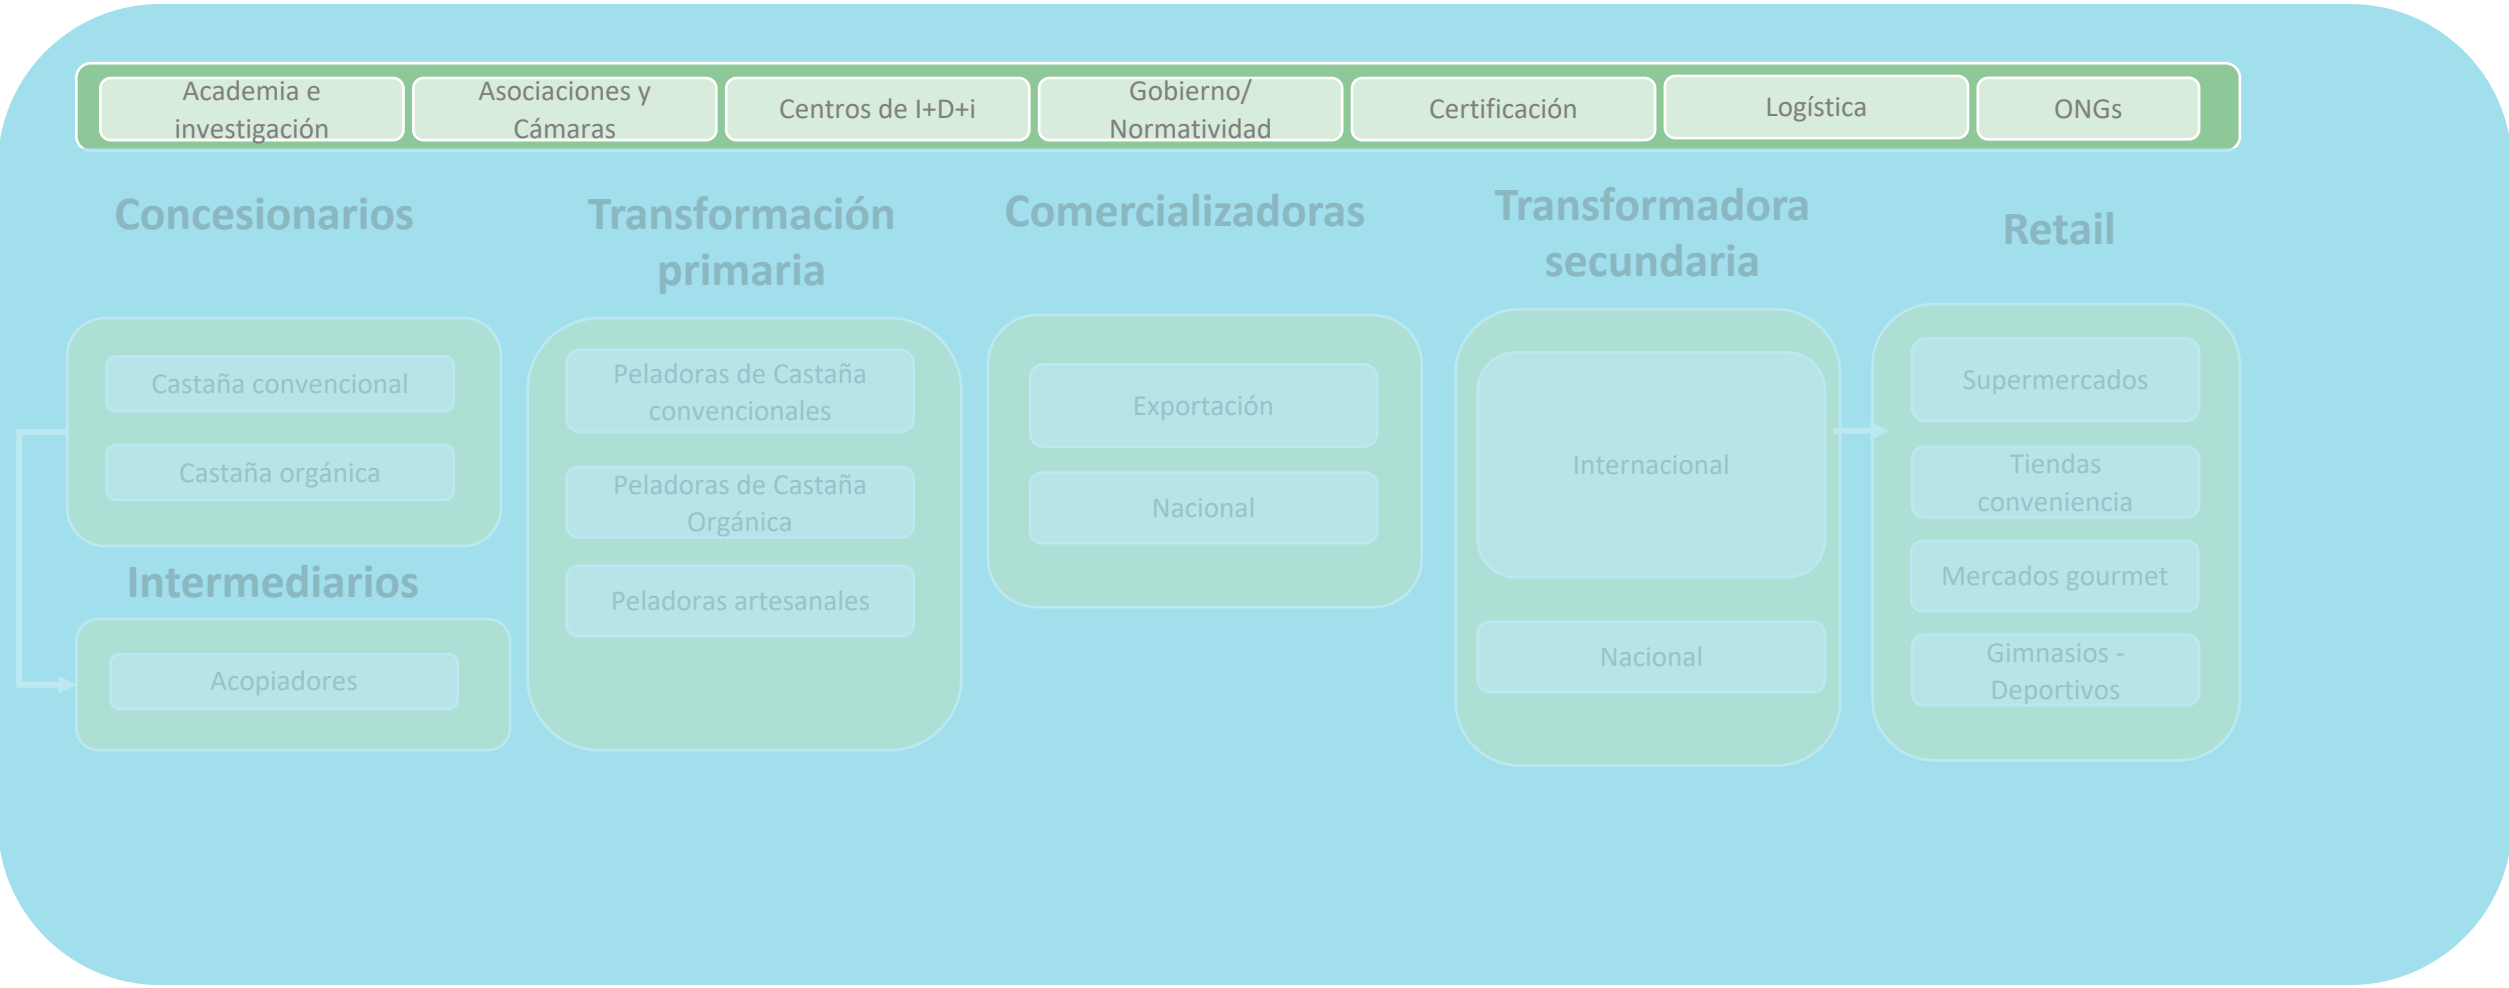 Academia e
investigación
Asociaciones y
Cámaras
Centros de I+D+i
Gobierno/
Normatividad
Certificación
Logística
ONGs
Concesionarios
Castaña convencional
Castaña orgánica
Intermediarios
Acopiadores
Transformación
primaria
Peladoras de Castaña
convencionales
Peladoras de Castaña
Orgánica
Peladoras artesanales
Comercializadoras
Exportación
Nacional
Transformadora
secundaria
Internacional
Nacional
Retail
Supermercados
Tiendas
conveniencia
Mercados gourmet
Gimnasios -
Deportivos